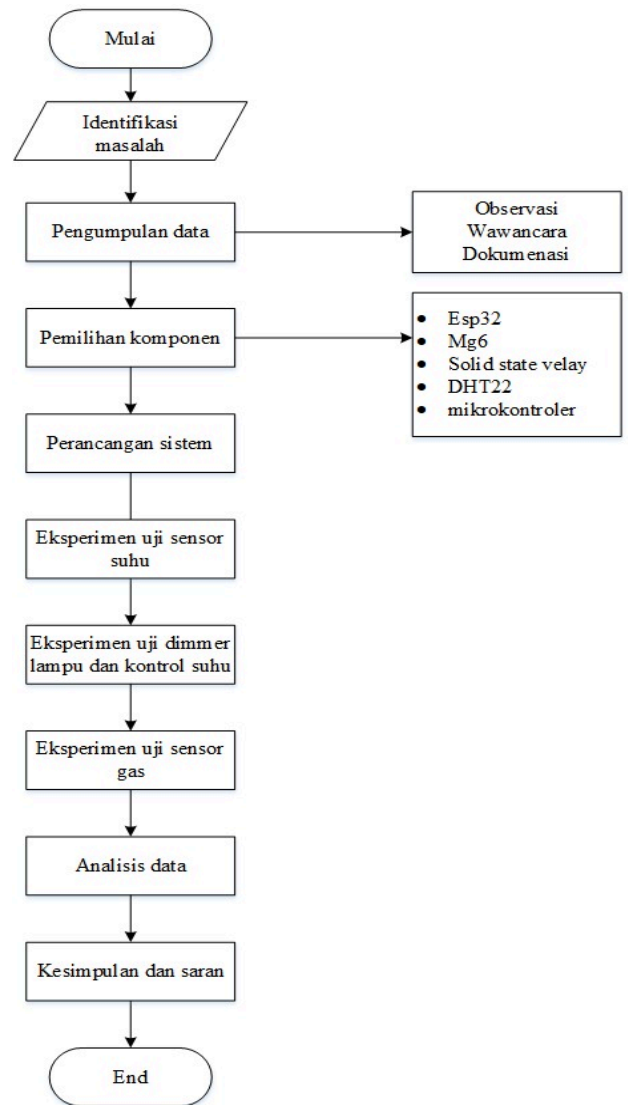 Mulai
Identifikasi
masalah
Pengumpulan data
Observasi
Wawancara
Dokumenasi
Pemilihan komponen
• Esp32
• Mg6
• Solid state velay
• DHT22
• mikrokontroler
Perancangan sistem
Eksperimen uji sensor
suhu
Eksperimen uji dimmer
lampu dan kontrol suhu
Eksperimen uji sensor
gas
Analisis data
Kesimpulan dan saran
End